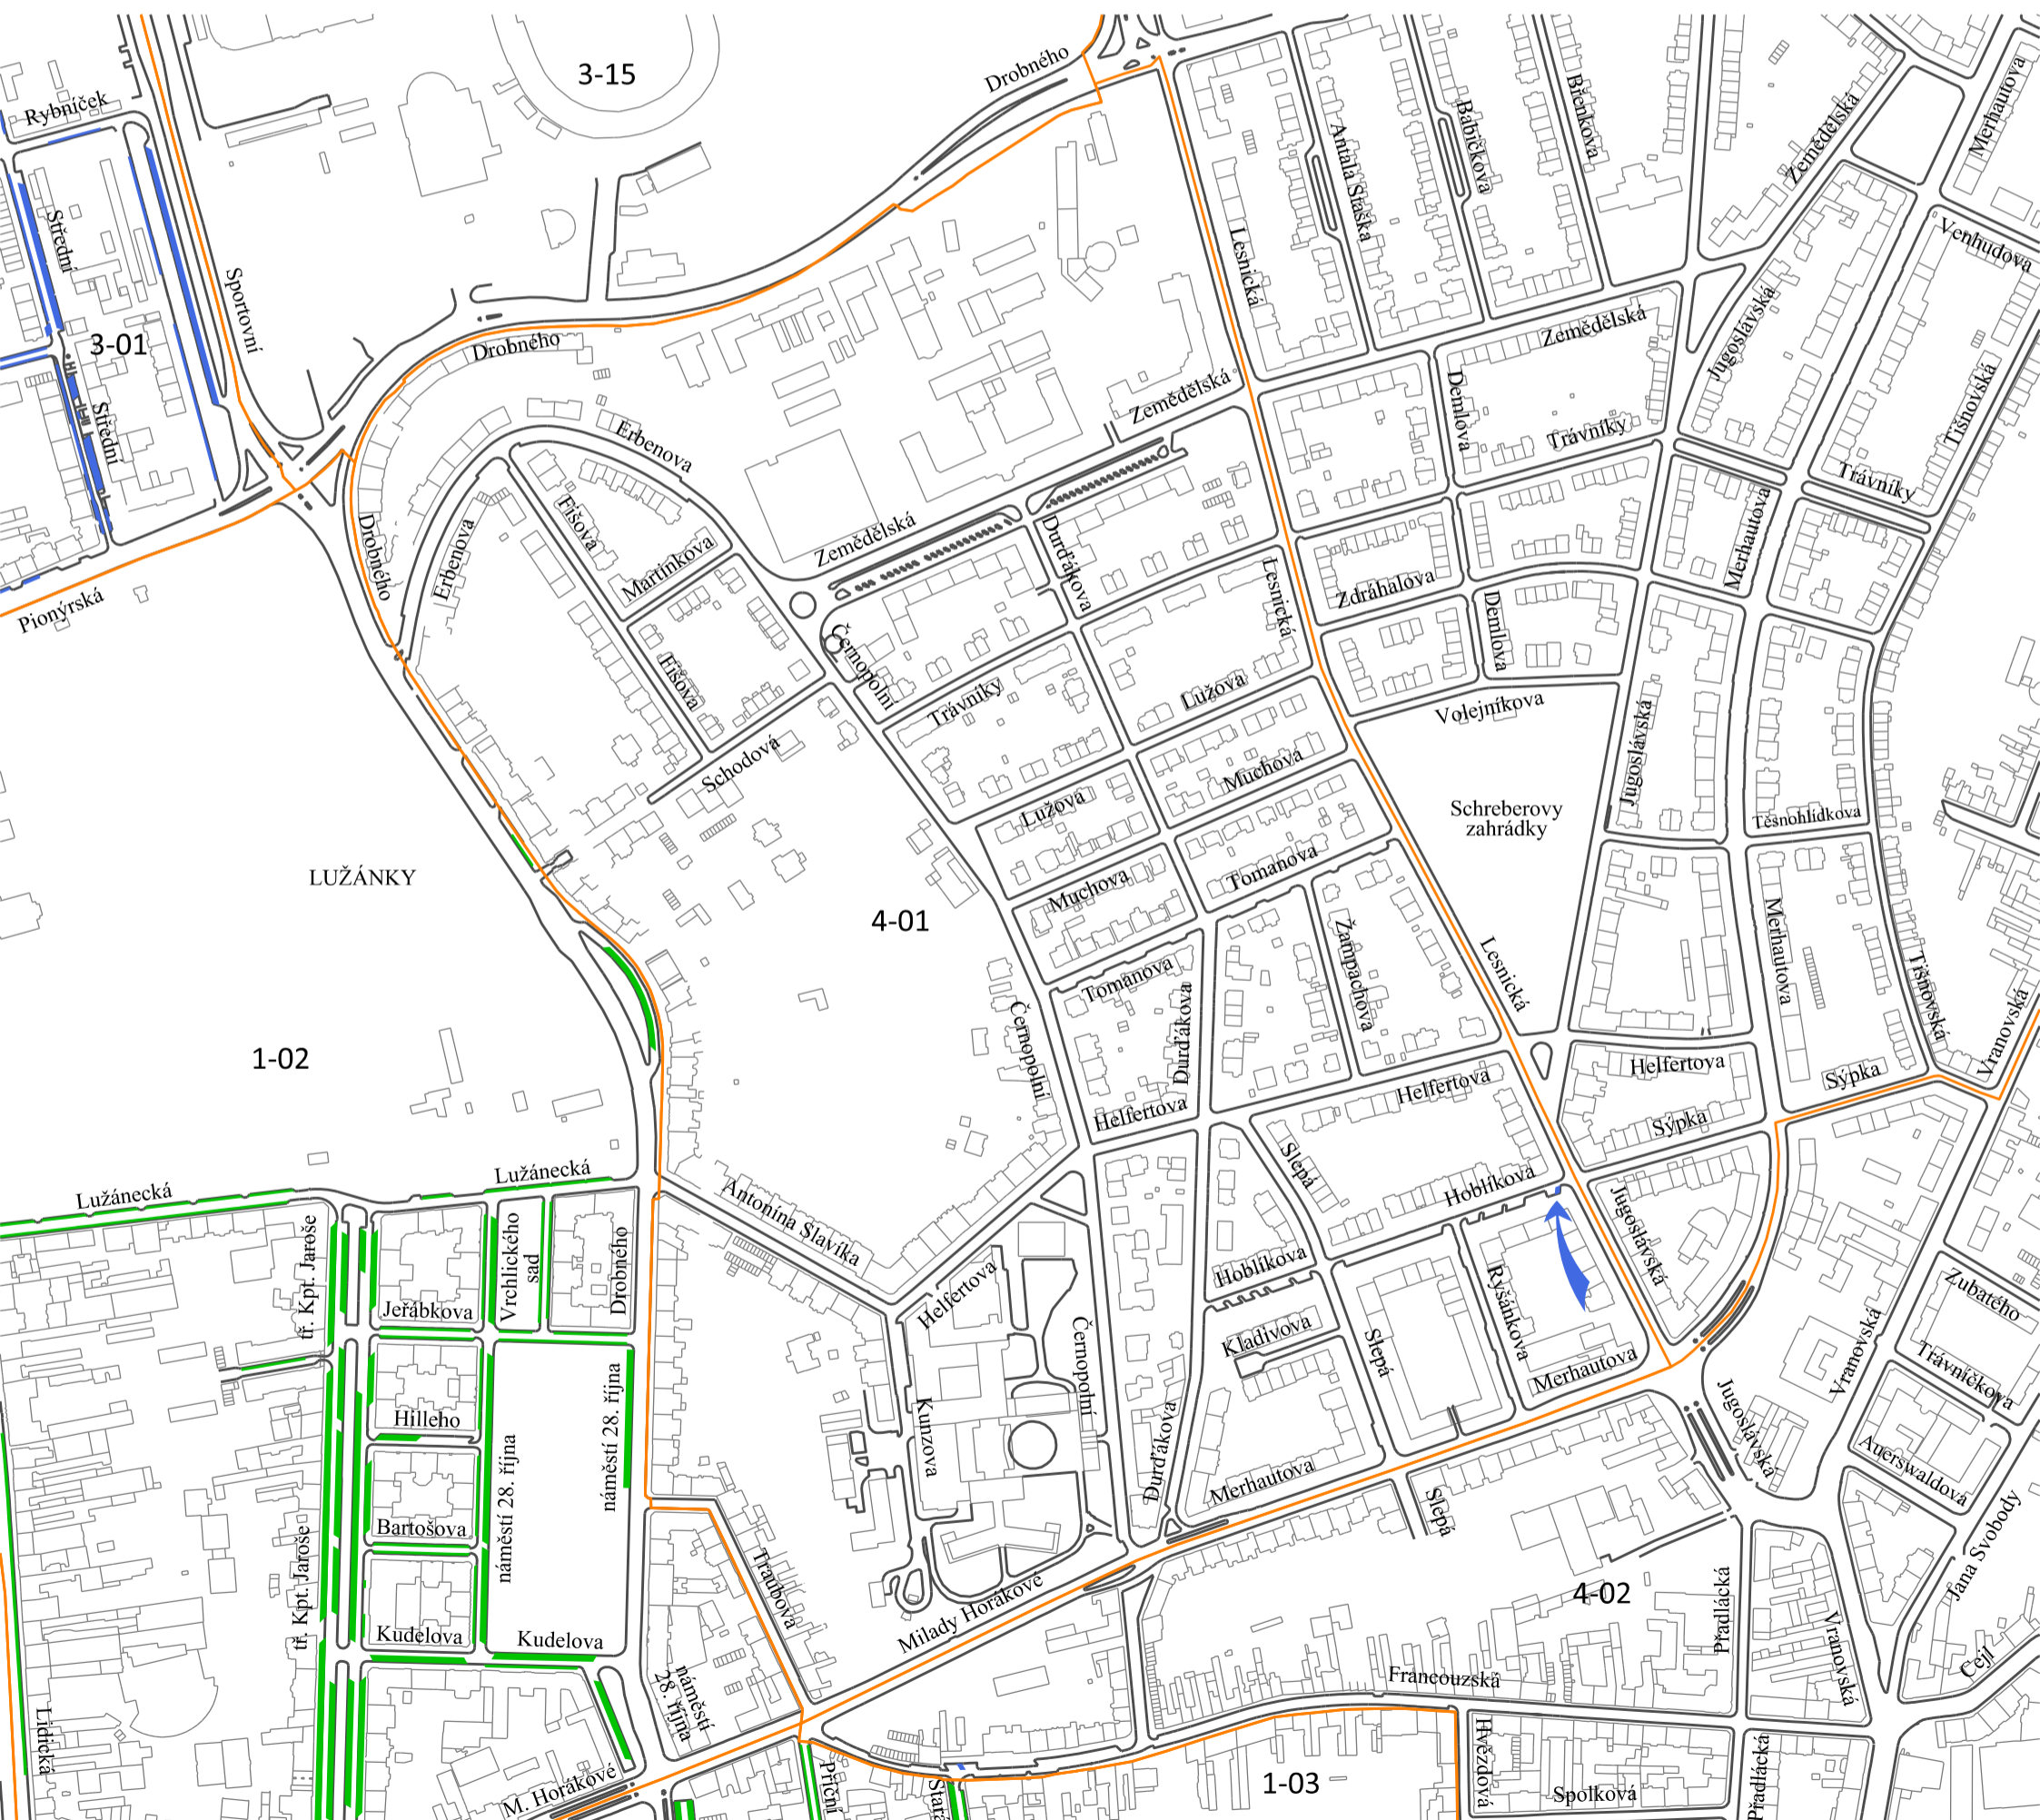 3-15
Drobného
Rybníček
Antala Staška
Babičkova
Břenkova
Zemědělská
Merhautova
Střední
Sportovní
Lesnická
Venhudova
3-01
Drobného
Zemědělská
Jugoslávská
Střední
Erbenova
Zemědělská
Demlova
Trávníky
Tišnovská
Trávníky
Fišova
Zemědělská
Merhautova
Drobného
Erbenova
Martinkova
Durďákova
Lesnická
Zdráhalova
Demlova
Pionýrská
Černopolní
Fišova
Trávníky
Lužova
Volejníkova
Jugoslávská
Schodová
Muchova
Lužova
Schreberovy
zahrádky
Těsnohlídkova
LUŽÁNKY
4-01
Muchova
Tomanova
Žampachova
Lesnická
Merhautova
Tišnovská
Tomanova
Durďákova
Černopolní
Vranovská
1-02
Helfertova
Helfertova
Helfertova
Sýpka
Sýpka
Lužánecká
Lužánecká
Antonína Slavíka
Slepá
Hoblíkova
Jugoslávská
tř. Kpt. Jaroše
Vrchlického
sad
Drobného
Jeřábkova
Helfertova
Hoblíkova
Ryšánkova
Zubatého
Černopolní
Kladivova
Slepá
Merhautova
Vranovská
Trávníčkova
Hilleho
náměstí 28. října
Kunzova
Durďákova
Merhautova
Jugoslávská
Auerswaldova
Slepá
Bartošova
náměstí 28. října
tř. Kpt. Jaroše
Traubova
Milady Horákové
4-02
Přadlácká
Vranovská
Jana Svobody
Cejl
Kudelova
Kudelova
náměstí
28. října
Francouzská
Lidická
M. Horákové
Příční
Stará
1-03
Hvězdová
Spolková
Přadlácká